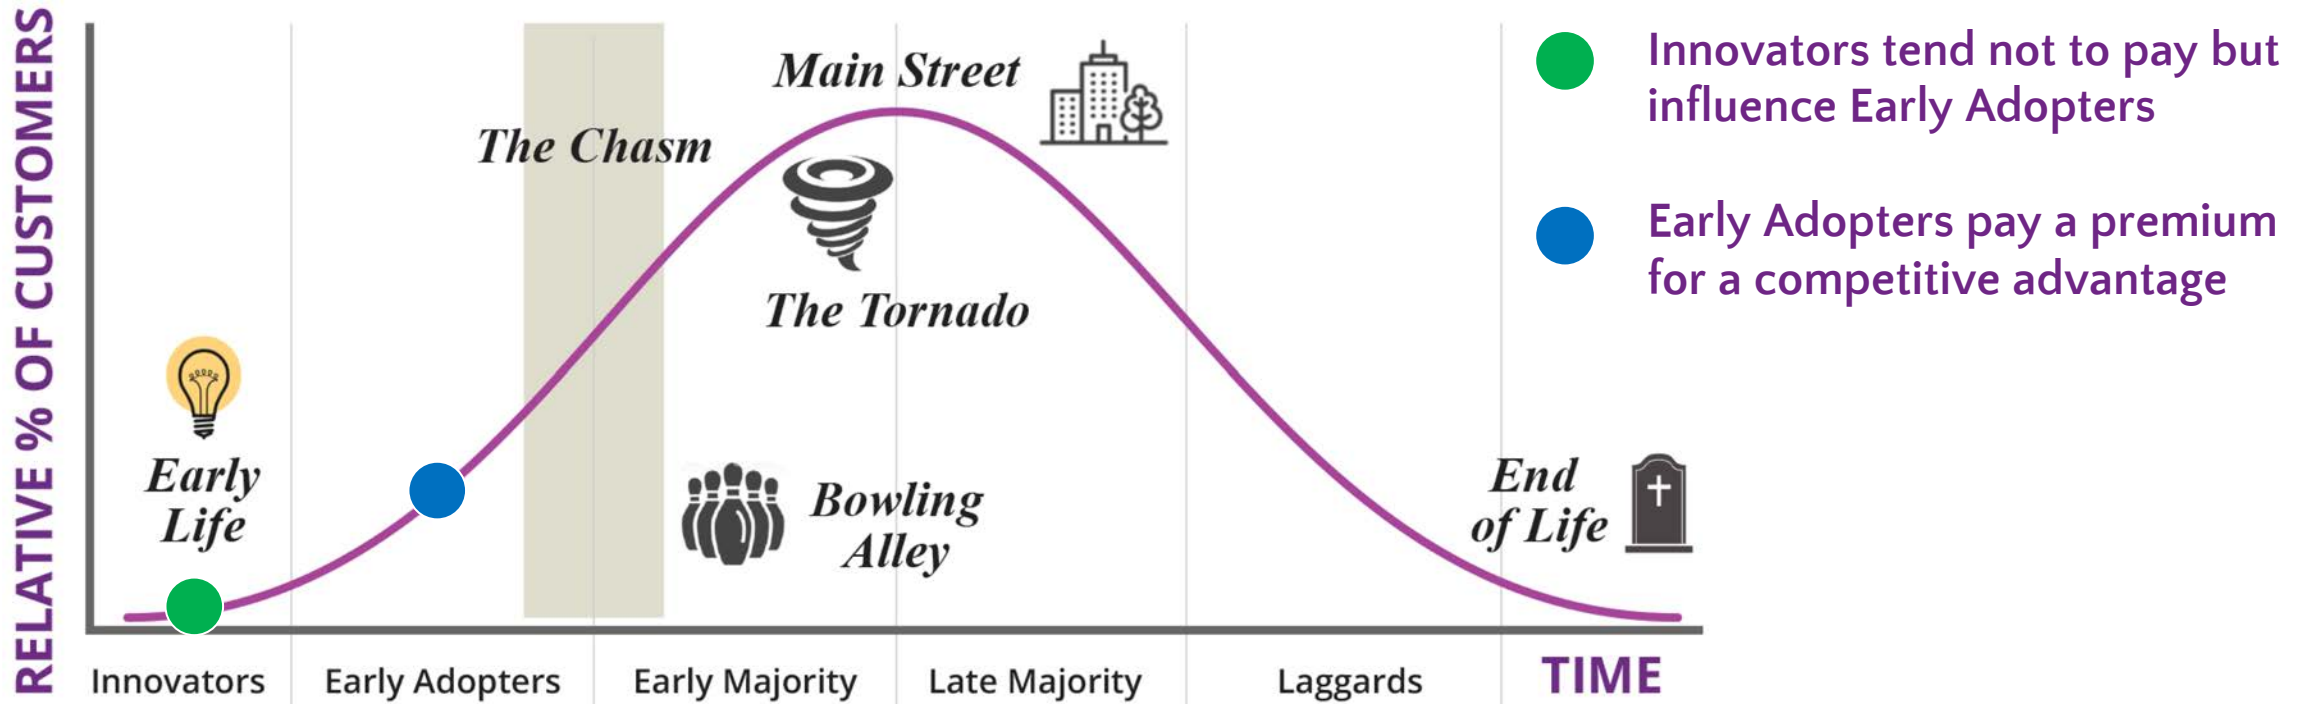 RELATIVE % OF CUSTOMERS
Main Street
The Chasm
The Tornado
Early
Life
Bowling
Alley
End
of Life
Innovators
Early Adopters
Early Majority
Late Majority
Laggards
TIME
Innovators tend not to pay but
influence Early Adopters
Early Adopters pay a premium
for a competitive advantage